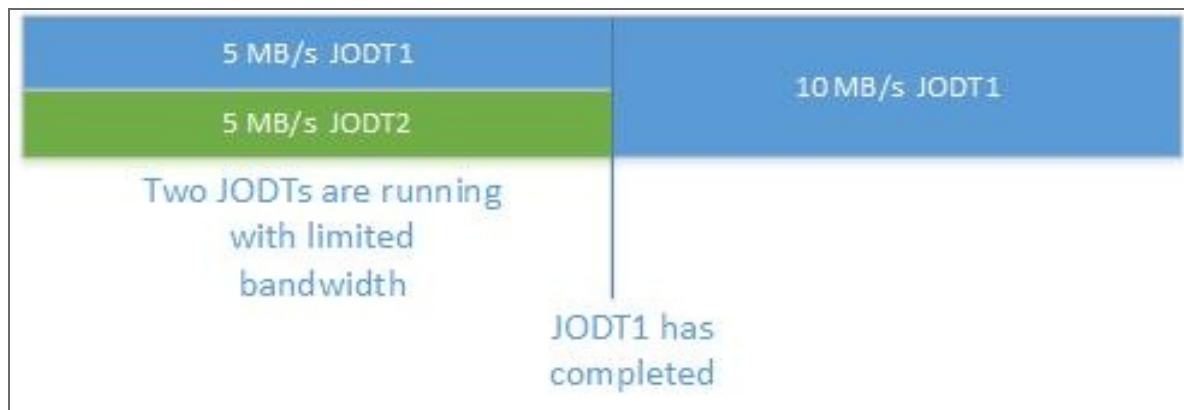 5 MB/s JODT1
10 MB/s JODT1
5 MB/s JODT2
Two JODTs are running
with limited
bandwidth
JODT1 has
completed